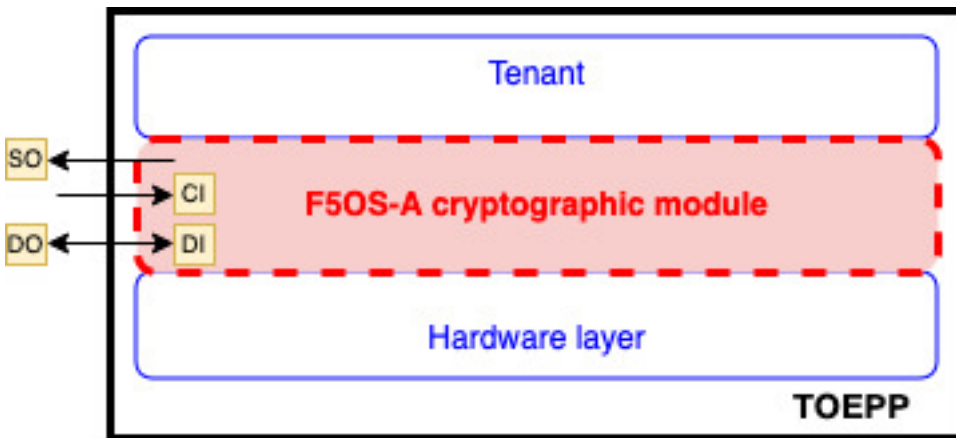 Tenant
SO
CI
F5OS-A cryptographic module
DO
DI
Hardware layer
TOEPP